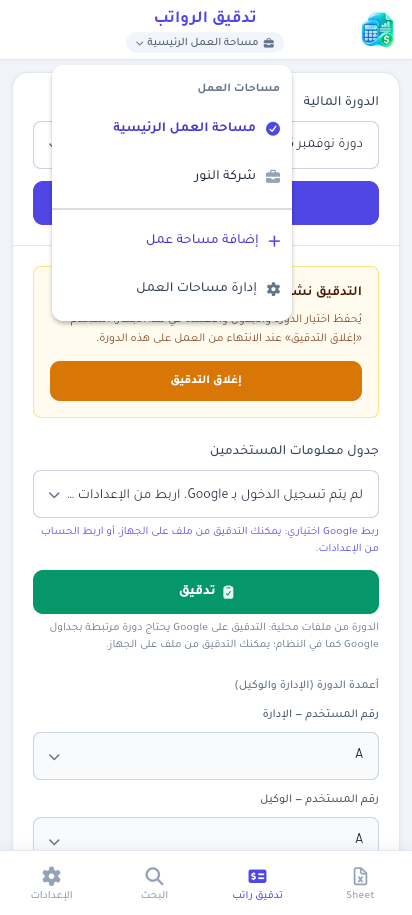 تدقيق الرواتب
مساحة العمل الرئيسية
الدورة المالية
دورة نوفمبر
مساحات العمل
مساحة العمل الرئيسية
شركة النور
إضافة مساحة عمل
إدارة مساحات العمل
التدقيق
يُحفظ اختيار
«إغلاق التدقيق» عند الانتهاء من العمل على هذه الدورة.
إغلاق التدقيق
جدول معلومات المستخدمين
لم يتم تسجيل الدخول بـ Google. اربط من الإعدادات ...
ربط Google اختياري: يمكنك التدقيق من ملف على الجهاز، أو اربط الحساب
من الإعدادات.
تدقيق
الدورة من ملفات محلية: التدقيق على Google يحتاج دورة مرتبطة بجداول
Google كما في النظام؛ يمكنك التدقيق من ملف على الجهاز.
أعمدة الدورة (الإدارة والوكيل)
رقم المستخدم – الإدارة
A
رقم المستخدم – الوكيل
A
Sheet
تدقيق راتب
البحث
الإعدادات